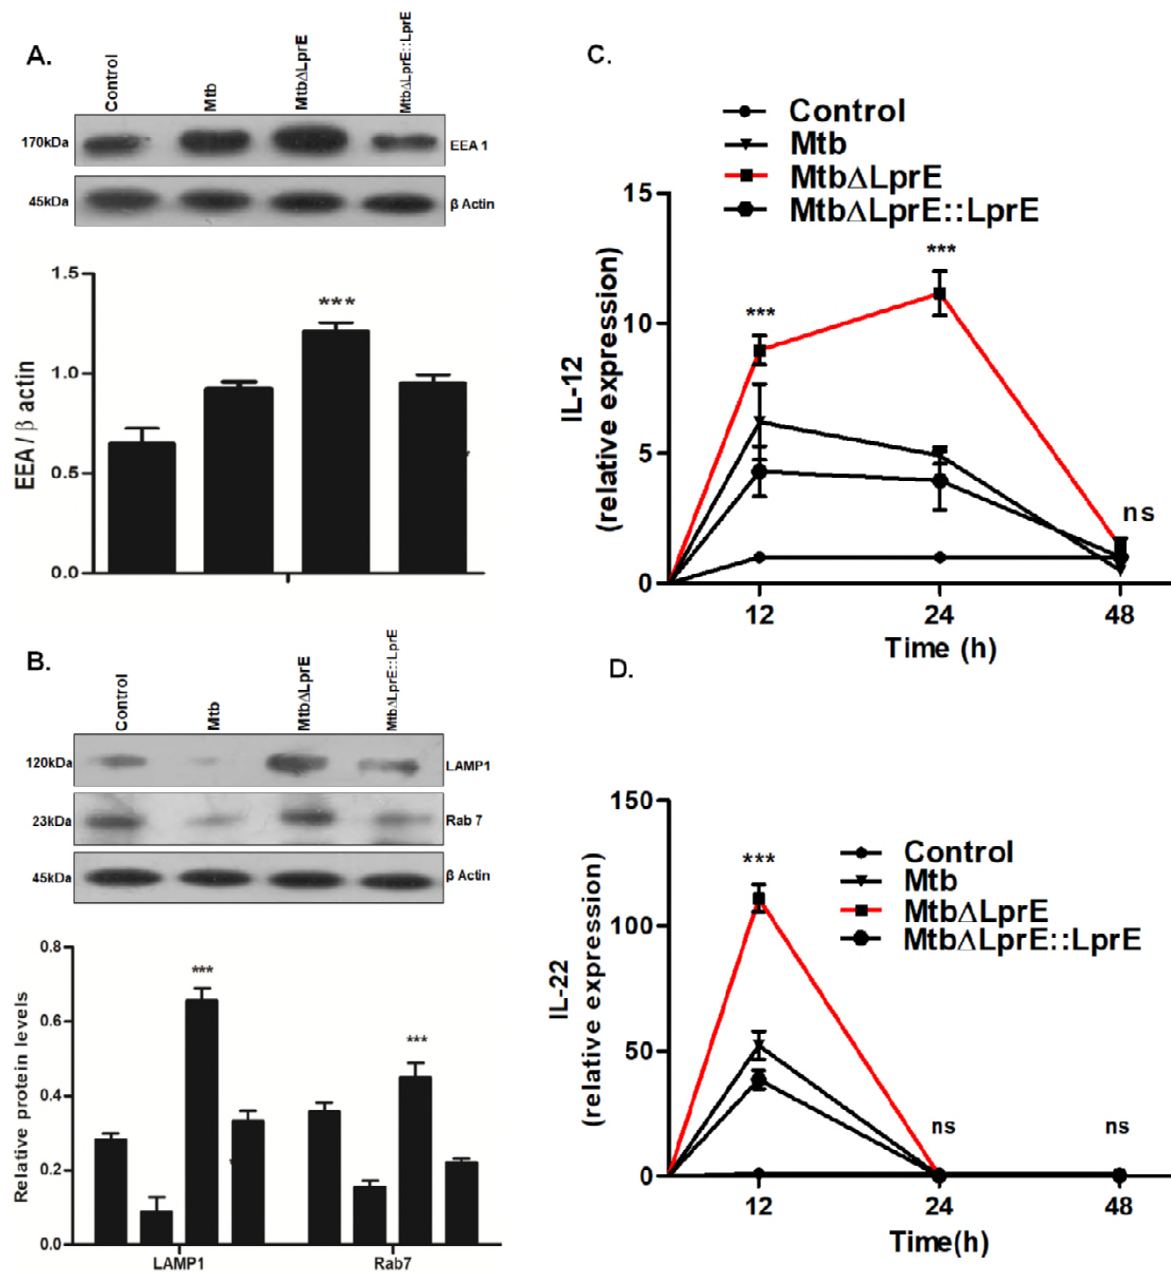 A.
Control
Mtb
MtbΔLprE
MtbΔLprE::LprE
170kDa
EEA 1
45kDa
β Actin
1.5
1.0
0.5
0.0
EEA / β actin
***
B.
Control
Mtb
MtbΔLprE
MtbΔLprE::LprE
120kDa
LAMP1
23kDa
Rab 7
45kDa
β Actin
0.8
0.6
0.4
0.2
0.0
Relative protein levels
***
***
LAMP1
Rab7
C.
Control
Mtb
MtbΔLprE
MtbΔLprE::LprE
15
10
5
0
IL-12
(relative expression)
***
***
ns
12
24
48
Time (h)
D.
150
100
50
0
IL-22
(relative expression)
Control
Mtb
MtbΔLprE
MtbΔLprE::LprE
***
ns
ns
12
24
48
Time(h)